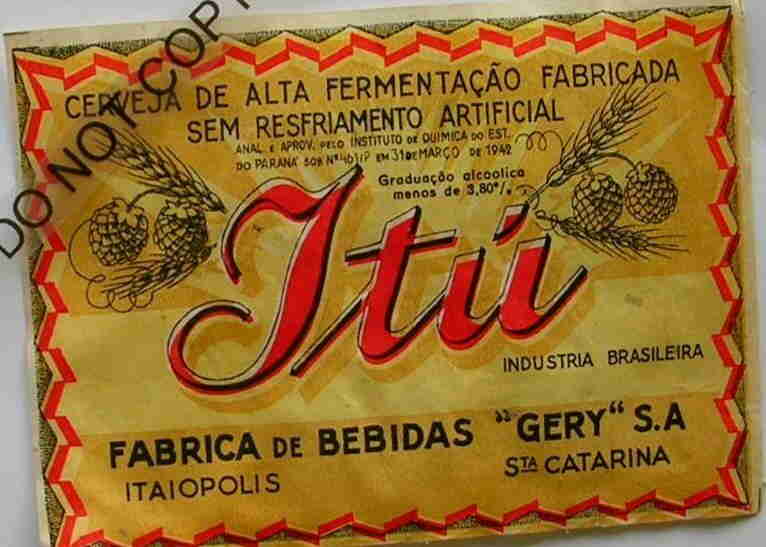 DO NOT COPY
CERVEJA DE ALTA FERMENTAÇÃO FABRICADA
SEM RESFRIAMENTO ARTIFICIAL
ANAL. E APROV. PELO INSTITUTO DE QUIMICA DO EST.
DO PARANÁ SOB Nº 461/P EM 31 DE MARÇO DE 1942
Graduação alcoolica
menos de 3,80%
Itú
INDUSTRIA BRASILEIRA
FABRICA DE BEBIDAS "GERY" S.A
ITAIOPOLIS STA CATARINA